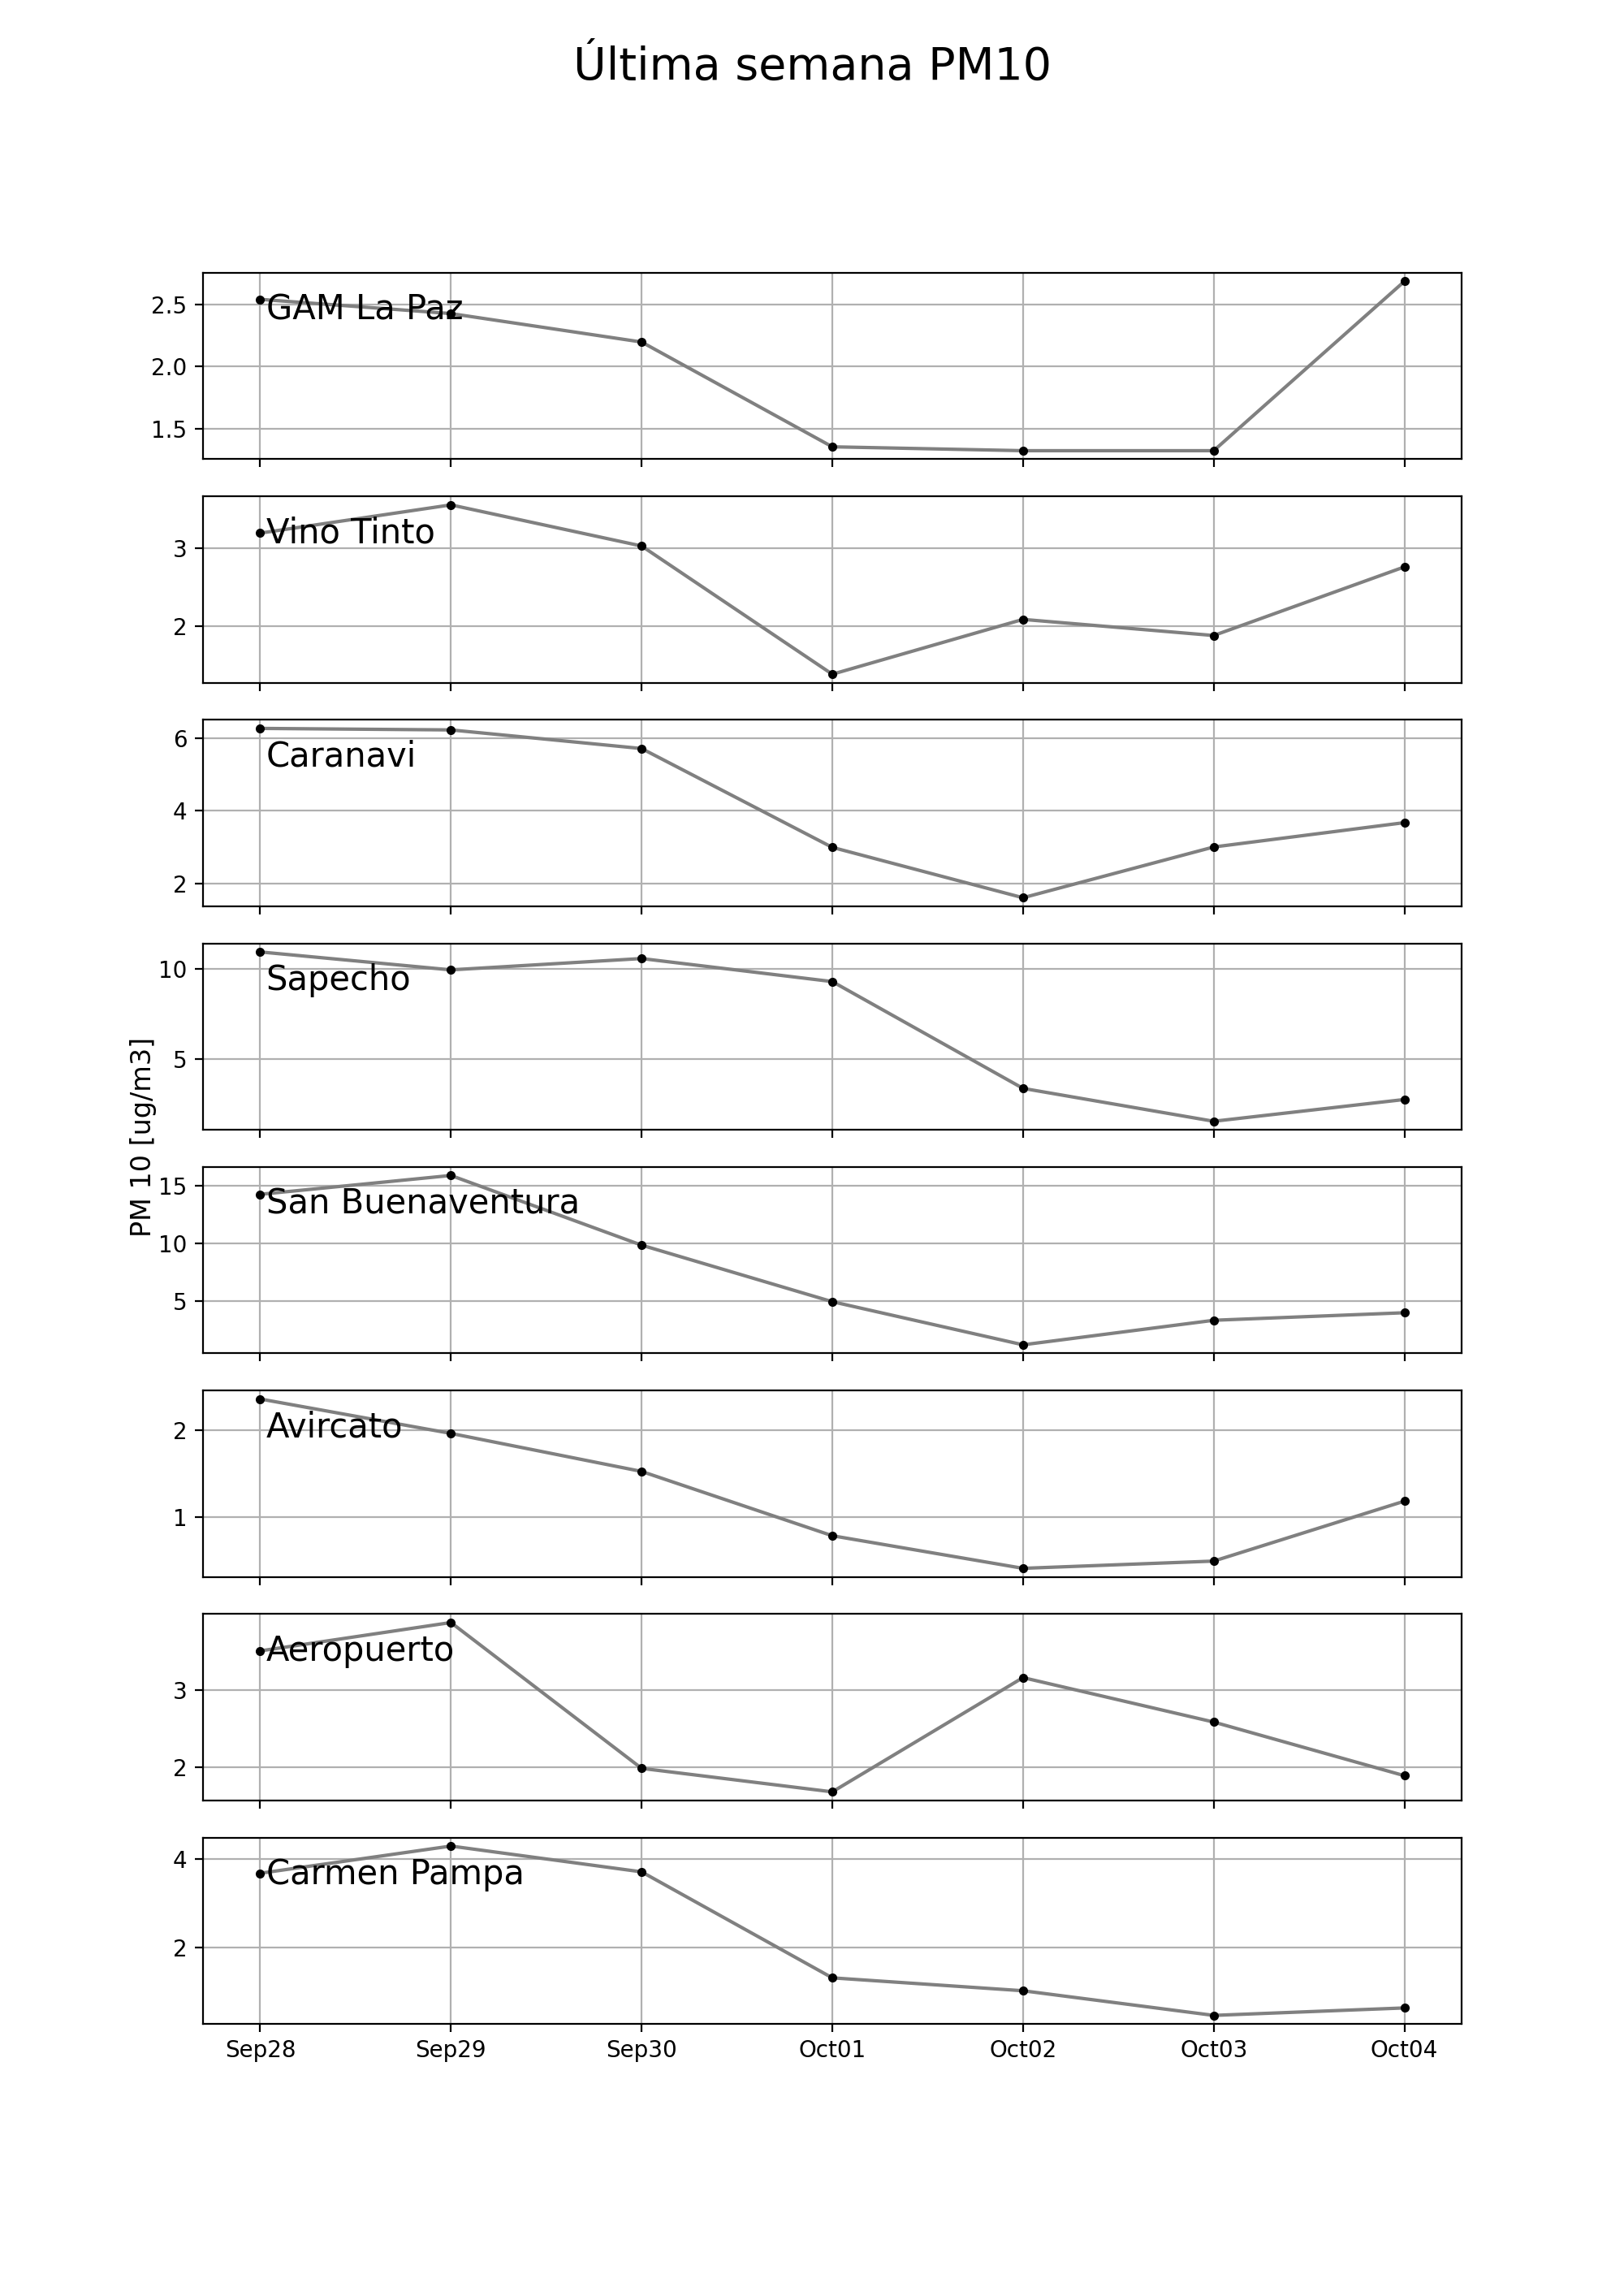 Última semana PM10
GAM La Paz
2.5
2.0
1.5
Vino Tinto
3
2
Caranavi
6
4
2
Sapecho
10
5
PM 10 [ug/m3]
San Buenaventura
15
10
5
Avircato
2
1
Aeropuerto
3
2
Carmen Pampa
4
2
Sep28 Sep29 Sep30 Oct01 Oct02 Oct03 Oct04